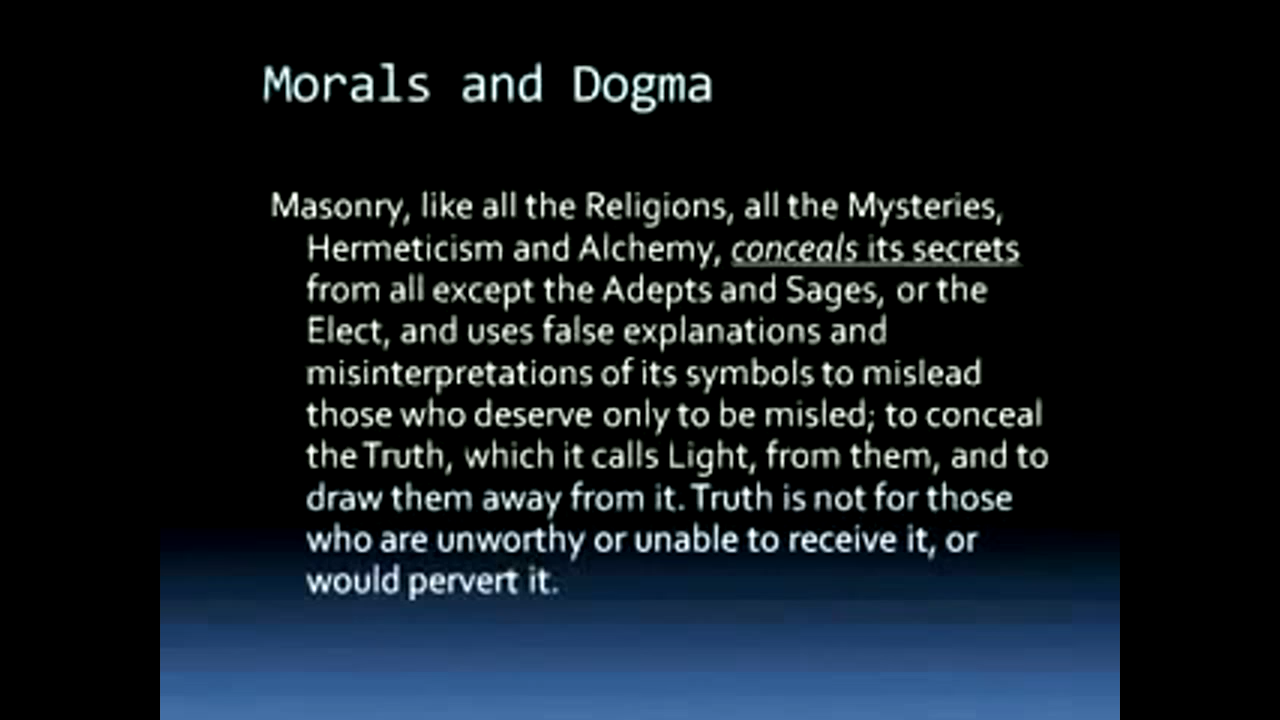 Morals and Dogma
Masonry, like all the Religions, all the Mysteries,
Hermeticism and Alchemy, conceals its secrets
from all except the Adepts and Sages, or the
Elect, and uses false explanations and
misinterpretations of its symbols to mislead
those who deserve only to be misled; to conceal
the Truth, which it calls Light, from them, and to
draw them away from it. Truth is not for those
who are unworthy or unable to receive it, or
would pervert it.